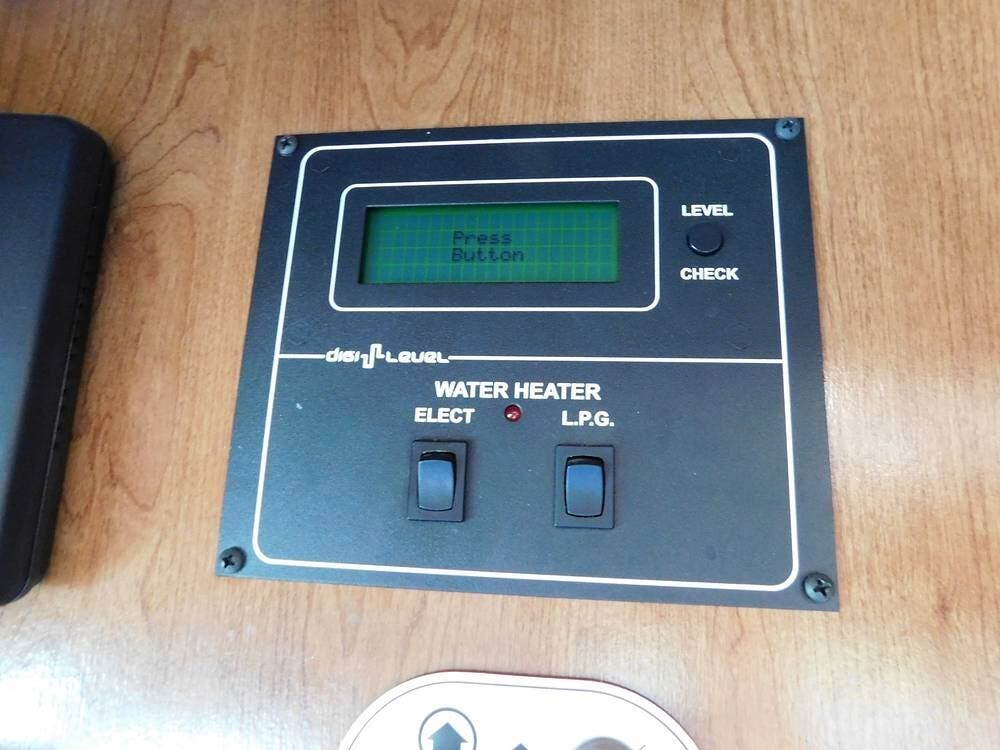 Press
Button
LEVEL
CHECK
DIGI LEVEL
WATER HEATER
ELECT
L.P.G.